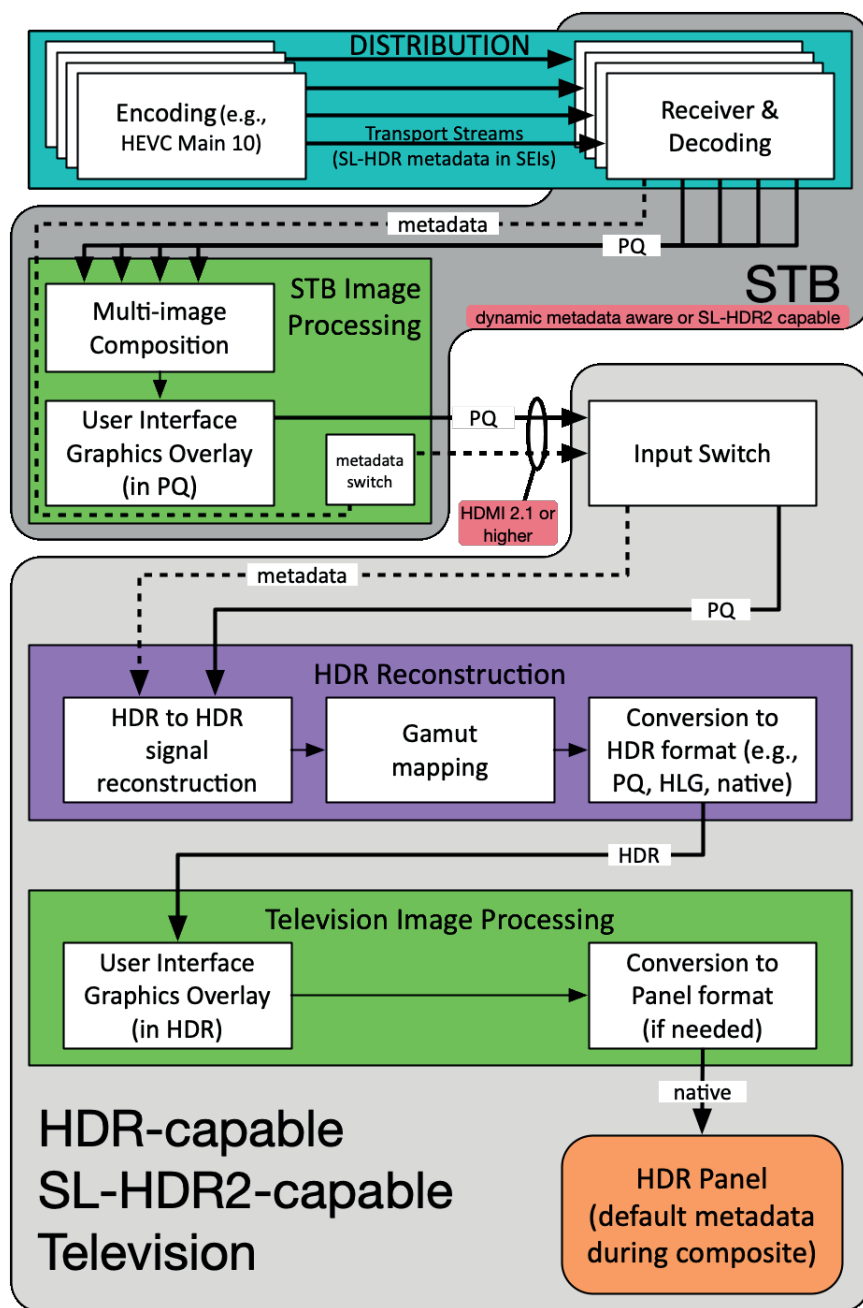 DISTRIBUTION
Encoding (e.g.,
HEVC Main 10)
Transport Streams
(SL-HDR metadata in SEIs)
Receiver &
Decoding
metadata
PQ
STB
dynamic metadata aware or SL-HDR2 capable
STB Image
Processing
Multi-image
Composition
User Interface
Graphics Overlay
(in PQ)
metadata
switch
PQ
HDMI 2.1 or
higher
Input Switch
metadata
PQ
HDR Reconstruction
HDR to HDR
signal
reconstruction
Gamut
mapping
Conversion to
HDR format (e.g.,
PQ, HLG, native)
HDR
Television Image Processing
User Interface
Graphics Overlay
(in HDR)
Conversion to
Panel format
(if needed)
native
HDR-capable
SL-HDR2-capable
Television
HDR Panel
(default metadata
during composite)